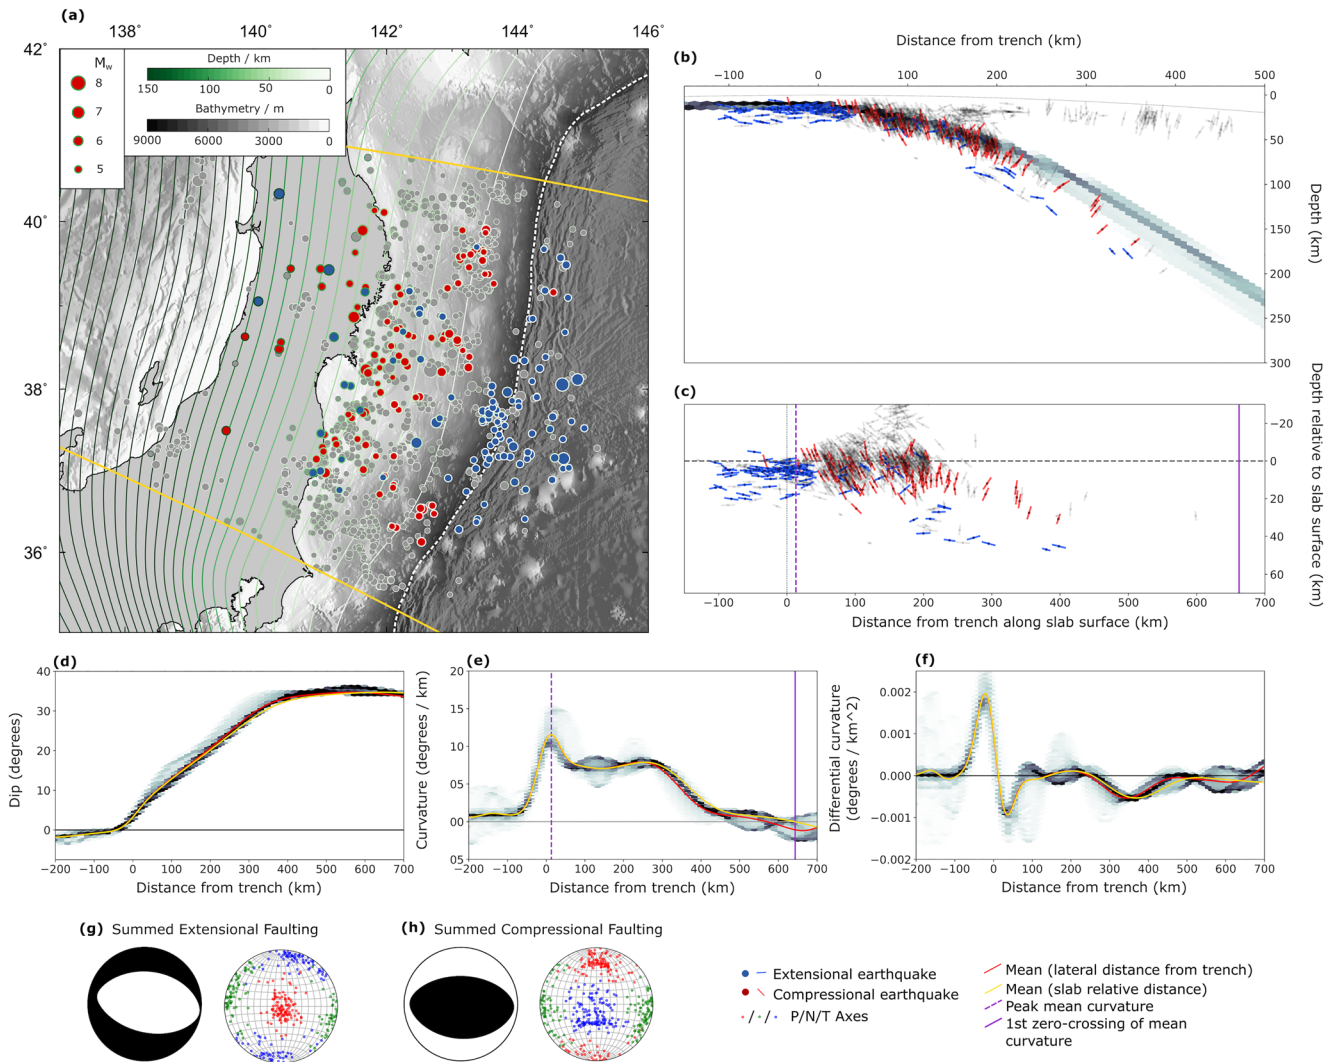 (a)
138°
140°
142°
144°
146°
42°
40°
38°
36°
Mw
8
7
6
5
Depth / km
150 100 50 0
Bathymetry / m
9000 6000 3000 0
Distance from trench (km)
(b)
−100 0 100 200 300 400 500
0
50
100
150
200
250
300
Depth (km)
(c)
−20
0
20
40
60
Depth relative to slab surface (km)
−100 0 100 200 300 400 500 600 700
Distance from trench along slab surface (km)
(d)
40
30
20
10
0
Dip (degrees)
−200 −100 0 100 200 300 400 500 600 700
Distance from trench (km)
(e)
20
15
10
05
00
05
Curvature (degrees / km)
−200 −100 0 100 200 300 400 500 600 700
Distance from trench (km)
(f)
0.002
0.001
0.000
−0.001
−0.002
Differential curvature
(degrees / km^2)
−200 −100 0 100 200 300 400 500 600 700
Distance from trench (km)
(g) Summed Extensional Faulting
(h) Summed Compressional Faulting
Extensional earthquake
Compressional earthquake
/ / P/N/T Axes
Mean (lateral distance from trench)
Mean (slab relative distance)
Peak mean curvature
1st zero-crossing of mean
curvature